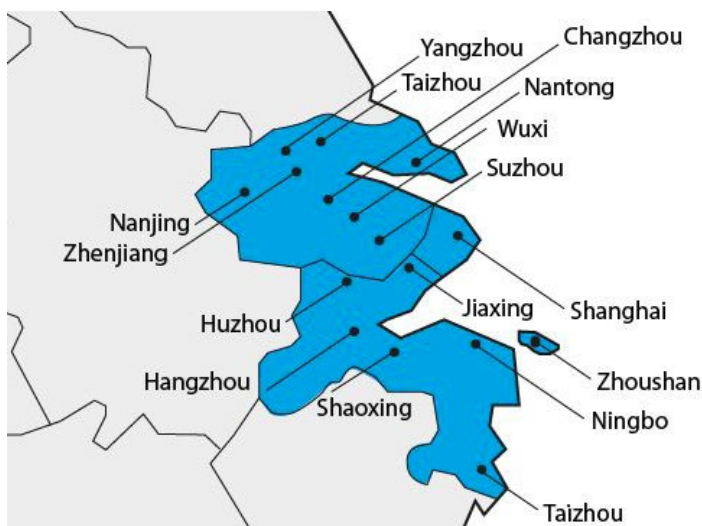 Changzhou
Yangzhou
Taizhou
Nantong
Wuxi
Suzhou
Nanjing
Zhenjiang
Jiaxing
Shanghai
Huzhou
Hangzhou
Shaoxing
Zhoushan
Ningbo
Taizhou